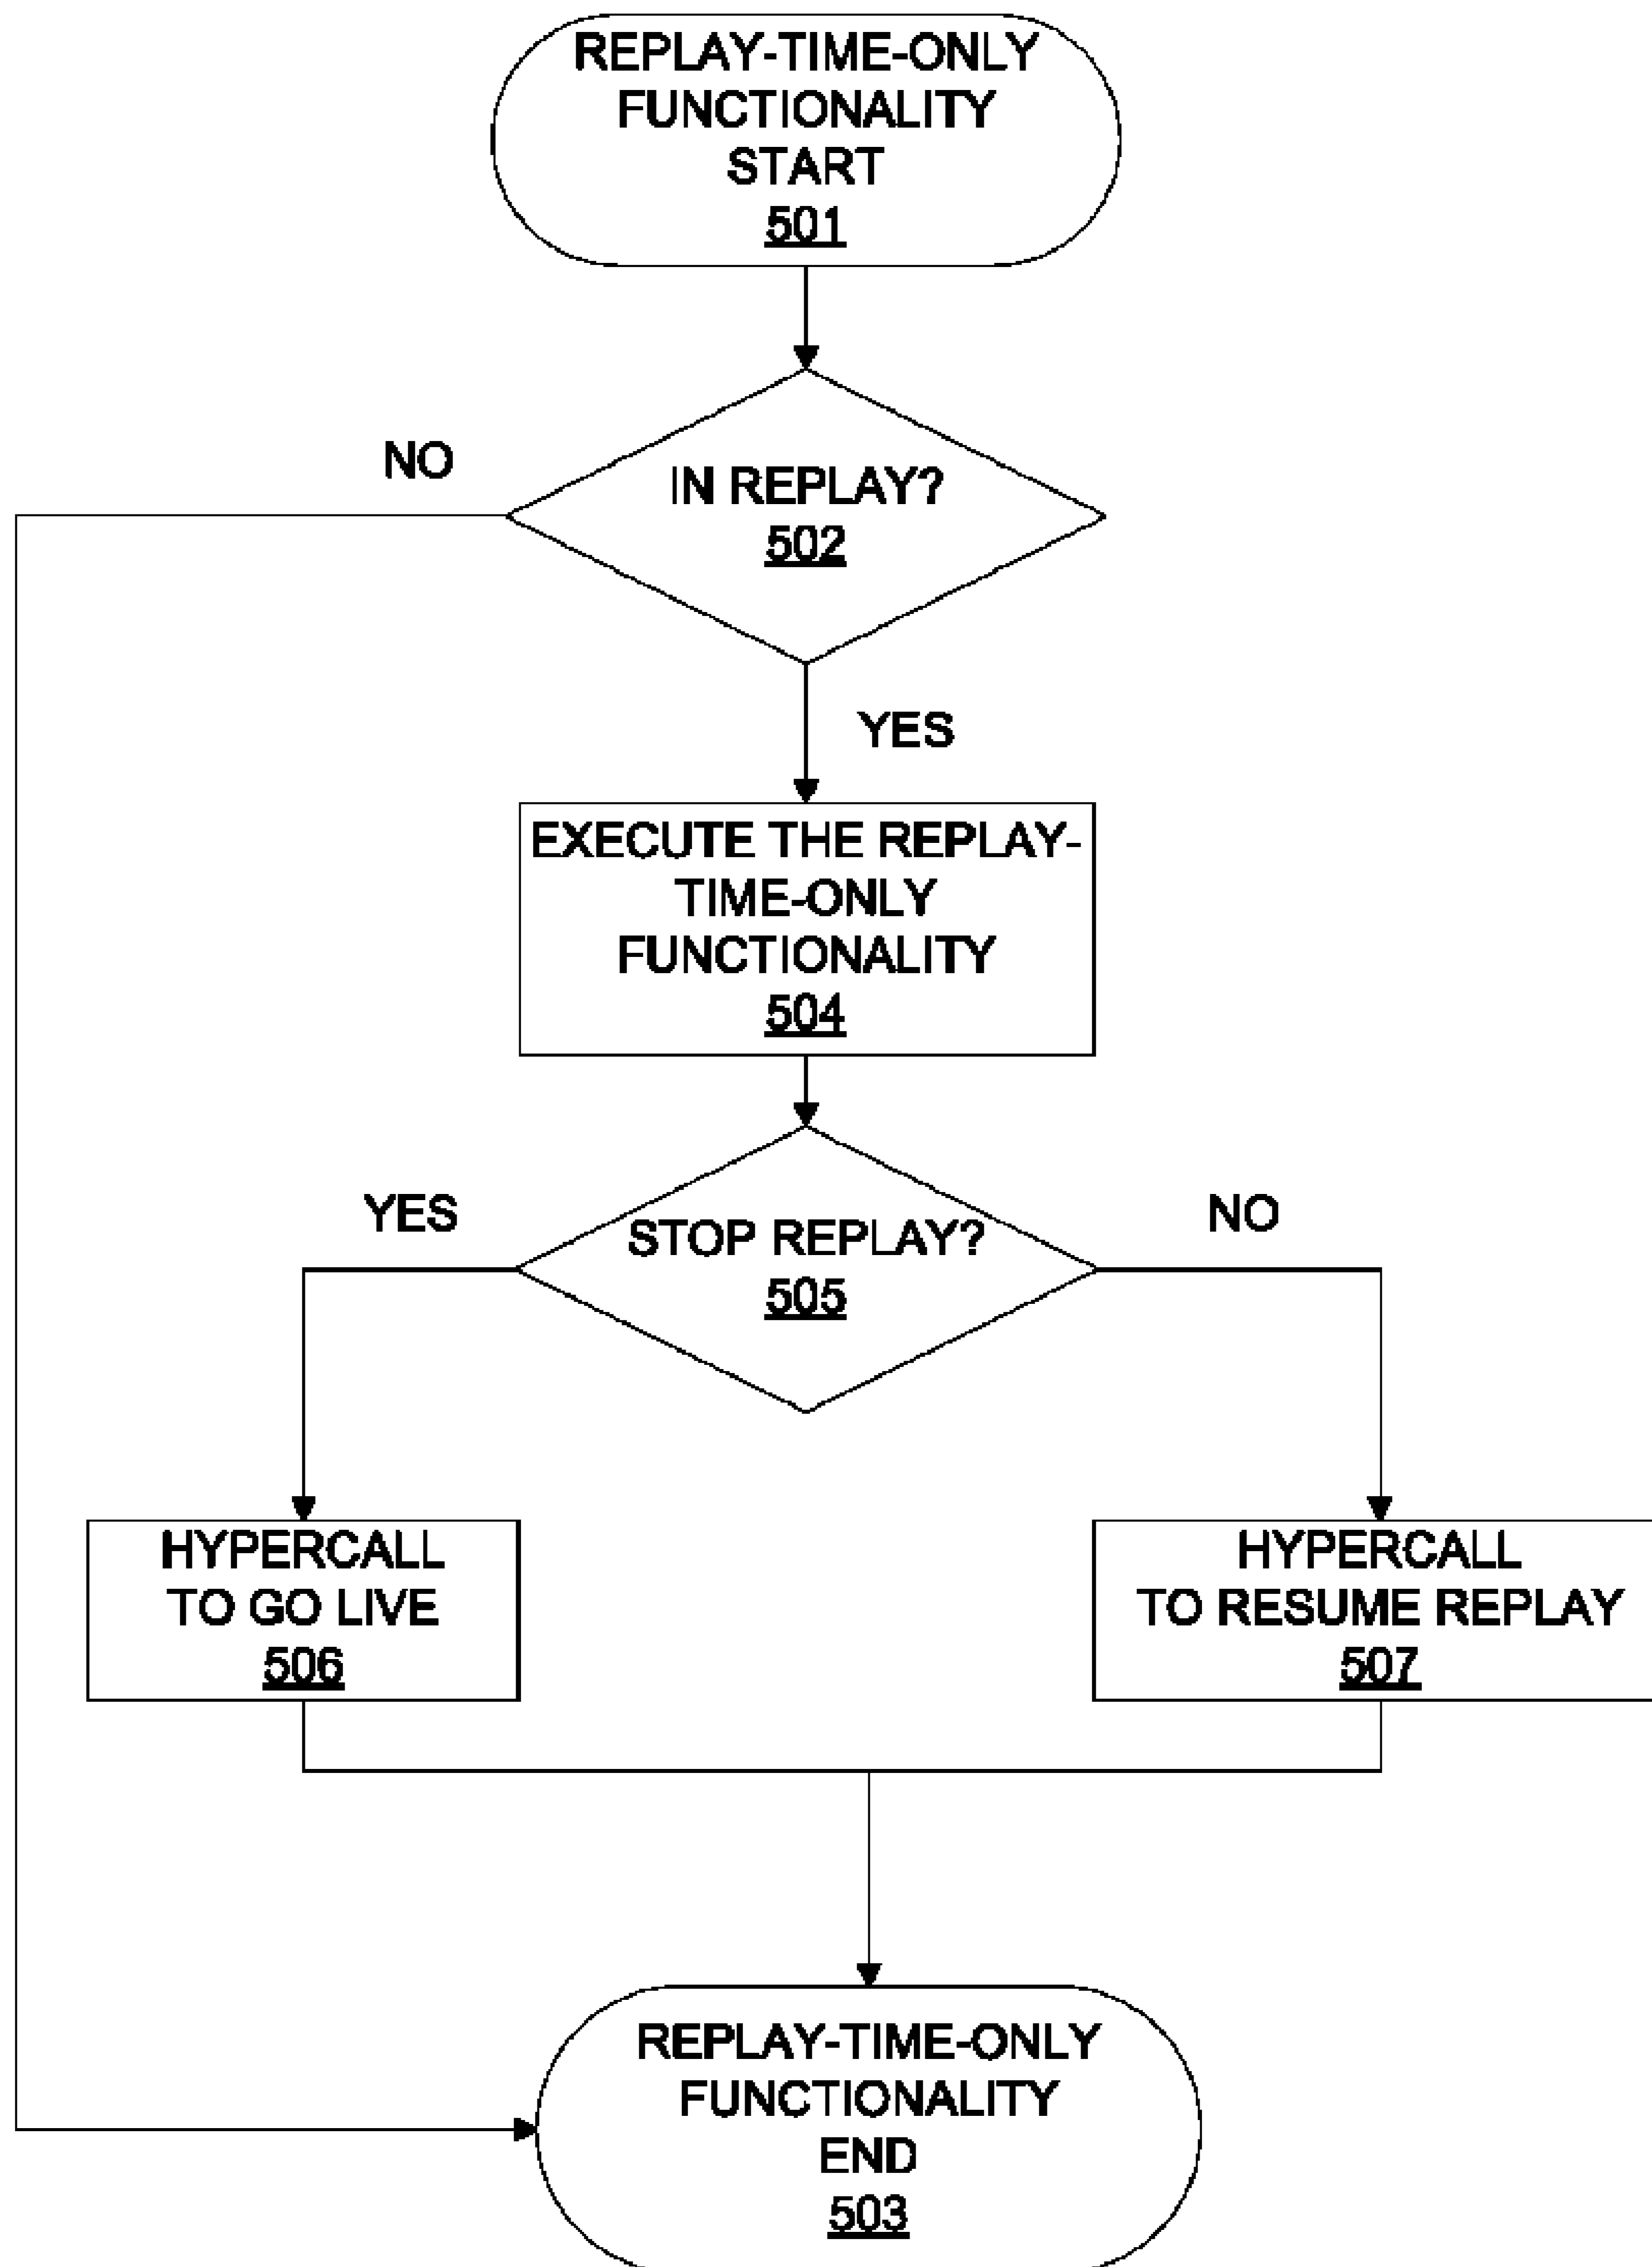 REPLAY-TIME-ONLY
FUNCTIONALITY
START
501
NO
IN REPLAY?
502
YES
EXECUTE THE REPLAY-
TIME-ONLY
FUNCTIONALITY
504
YES
NO
STOP REPLAY?
505
HYPERCALL
TO GO LIVE
506
HYPERCALL
TO RESUME REPLAY
507
REPLAY-TIME-ONLY
FUNCTIONALITY
END
503